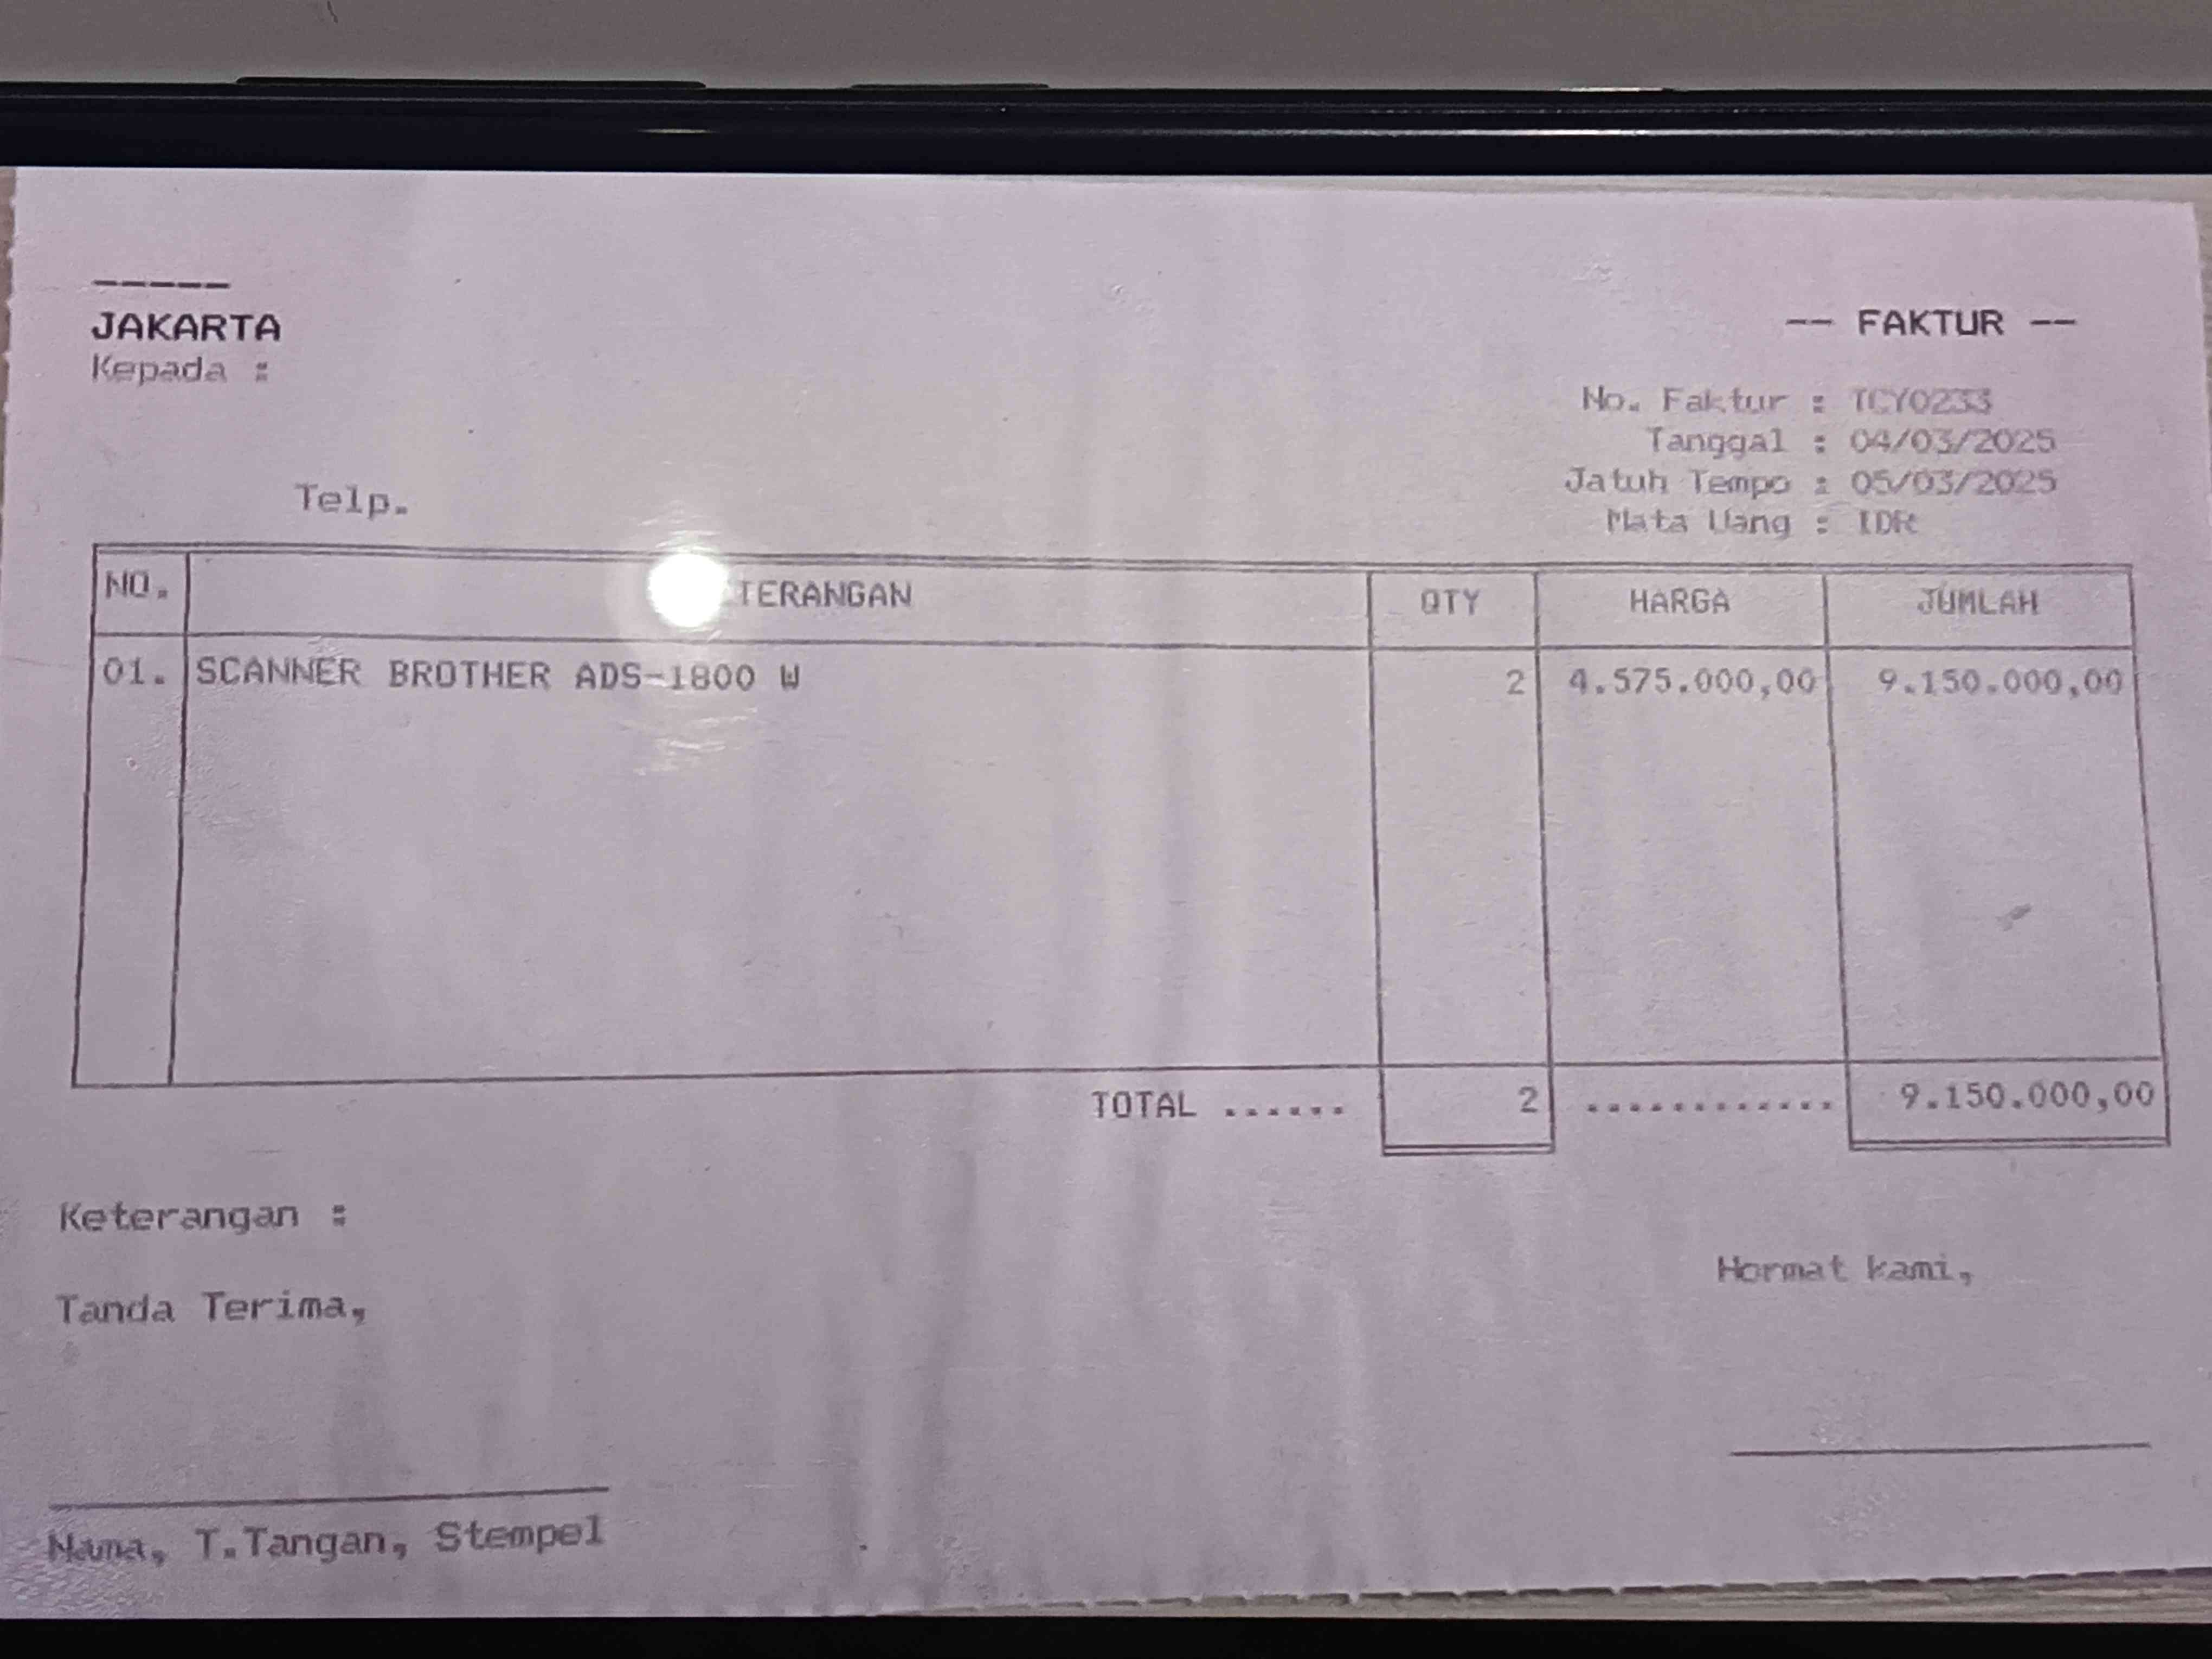 -----
JAKARTA
-- FAKTUR --
Kepada :
No. Faktur : TCY0233
Tanggal : 04/03/2025
Jatuh Tempo : 05/03/2025
Telp.
Mata Uang : IDR
NO. TERANGAN QTY HARGA JUMLAH
01. SCANNER BROTHER ADS-1800 W 2 4.575.000,00 9.150.000,00
TOTAL ...... 2 ............ 9.150.000,00
Keterangan :
Hormat kami,
Tanda Terima,
Nama, T.Tangan, Stempel